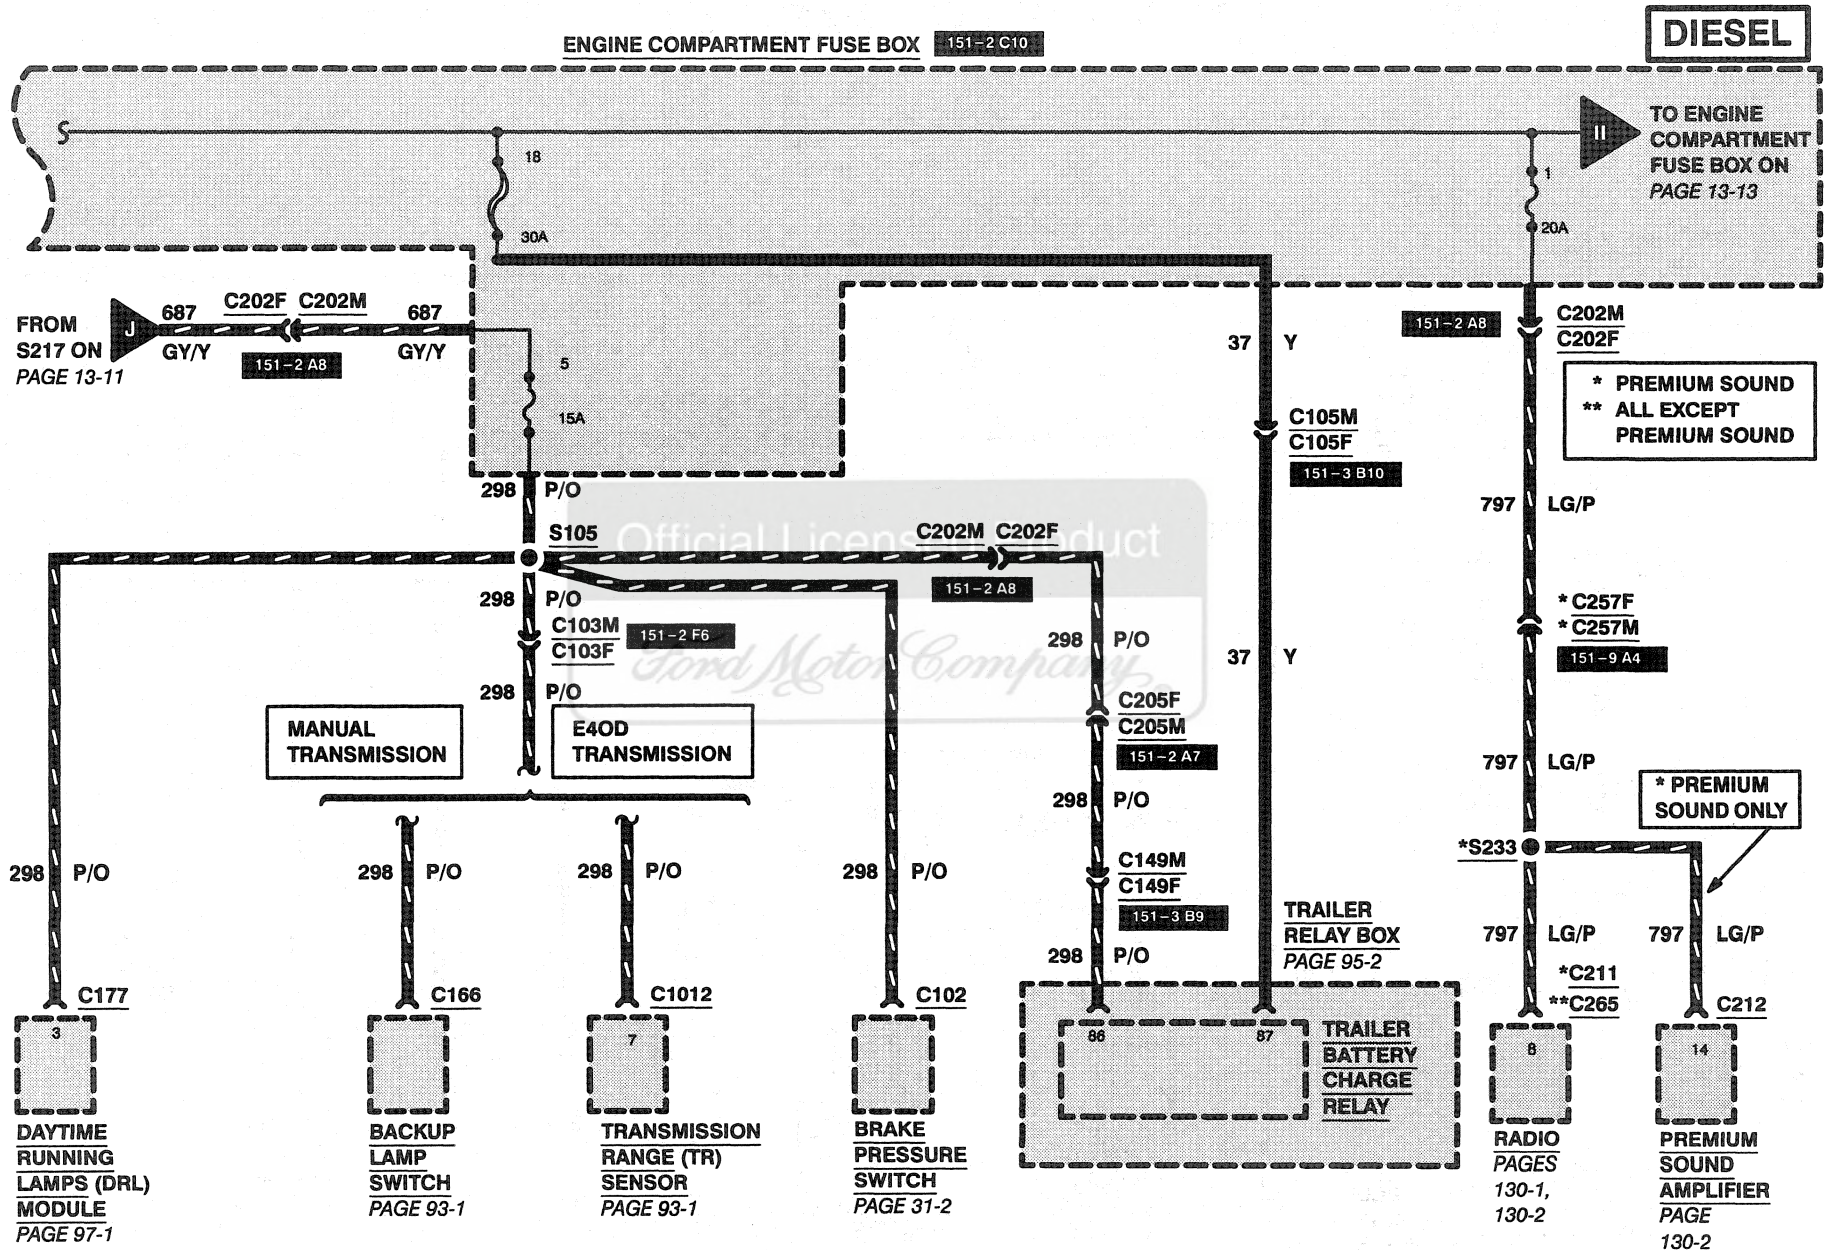 DIESEL
ENGINE COMPARTMENT FUSE BOX
151-2 C10
II
TO ENGINE
COMPARTMENT
FUSE BOX ON
PAGE 13-13
18
30A
1
20A
FROM
S217 ON
PAGE 13-11
J
687
GY/Y
C202F
C202M
151-2 A8
687
GY/Y
5
15A
37
Y
151-2 A8
C202M
C202F
* PREMIUM SOUND
** ALL EXCEPT
PREMIUM SOUND
C105M
C105F
151-3 B10
298
P/O
797
LG/P
S105
Official Licensed Product
C202M
C202F
151-2 A8
298
P/O
C103M
C103F
151-2 F6
Ford Motor Company
298
P/O
298
P/O
37
Y
* C257F
* C257M
151-9 A4
MANUAL
TRANSMISSION
E4OD
TRANSMISSION
C205F
C205M
151-2 A7
797
LG/P
* PREMIUM
SOUND ONLY
298
P/O
*S233
298
P/O
298
P/O
298
P/O
298
P/O
C149M
C149F
151-3 B9
TRAILER
RELAY BOX
PAGE 95-2
298
P/O
797
LG/P
797
LG/P
*C211
**C265
C212
C177
C166
C1012
C102
3
7
86
87
8
14
TRAILER
BATTERY
CHARGE
RELAY
DAYTIME
RUNNING
LAMPS (DRL)
MODULE
PAGE 97-1
BACKUP
LAMP
SWITCH
PAGE 93-1
TRANSMISSION
RANGE (TR)
SENSOR
PAGE 93-1
BRAKE
PRESSURE
SWITCH
PAGE 31-2
RADIO
PAGES
130-1,
130-2
PREMIUM
SOUND
AMPLIFIER
PAGE
130-2